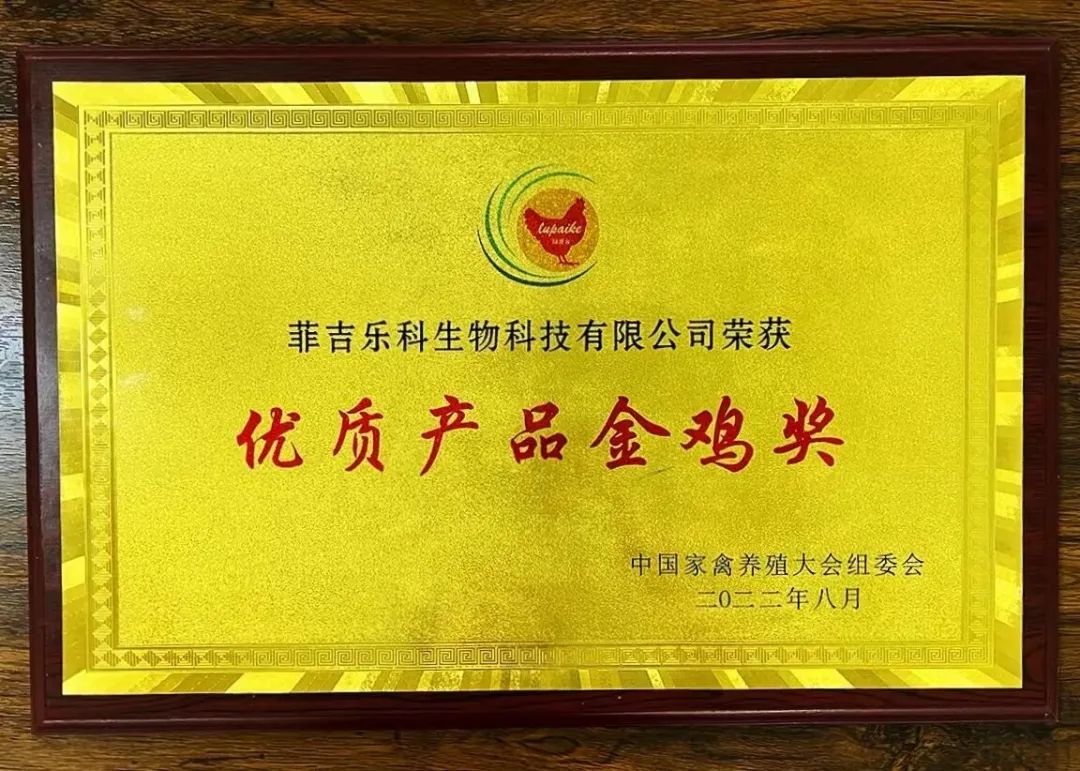 lupaike
菲吉乐科生物科技有限公司荣获
优质产品金鸡奖
中国家禽养殖大会组委会
二〇二二年八月